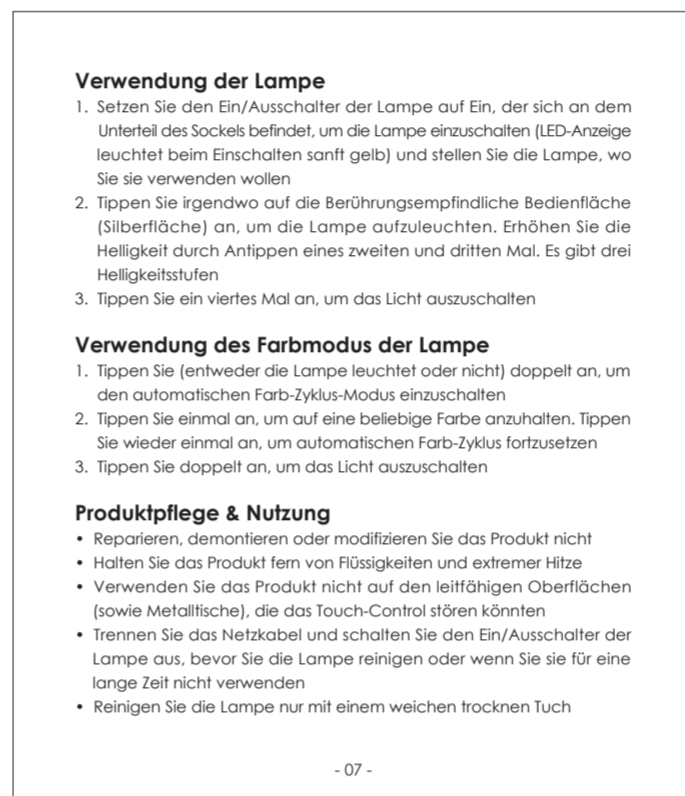 Verwendung der Lampe
1. Setzen Sie den Ein/Ausschalter der Lampe auf Ein, der sich an dem
Unterteil des Sockels befindet, um die Lampe einzuschalten (LED-Anzeige
leuchtet beim Einschalten sanft gelb) und stellen Sie die Lampe, wo
Sie sie verwenden wollen
2. Tippen Sie irgendwo auf die Berührungsempfindliche Bedienfläche
(Silberfläche) an, um die Lampe aufzuleuchten. Erhöhen Sie die
Helligkeit durch Antippen eines zweiten und dritten Mal. Es gibt drei
Helligkeitsstufen
3. Tippen Sie ein viertes Mal an, um das Licht auszuschalten
Verwendung des Farbmodus der Lampe
1. Tippen Sie (entweder die Lampe leuchtet oder nicht) doppelt an, um
den automatischen Farb-Zyklus-Modus einzuschalten
2. Tippen Sie einmal an, um auf eine beliebige Farbe anzuhalten. Tippen
Sie wieder einmal an, um automatischen Farb-Zyklus fortzusetzen
3. Tippen Sie doppelt an, um das Licht auszuschalten
Produktpflege & Nutzung
• Reparieren, demontieren oder modifizieren Sie das Produkt nicht
• Halten Sie das Produkt fern von Flüssigkeiten und extremer Hitze
• Verwenden Sie das Produkt nicht auf den leitfähigen Oberflächen
(sowie Metalltische), die das Touch-Control stören könnten
• Trennen Sie das Netzkabel und schalten Sie den Ein/Ausschalter der
Lampe aus, bevor Sie die Lampe reinigen oder wenn Sie sie für eine
lange Zeit nicht verwenden
• Reinigen Sie die Lampe nur mit einem weichen trocknen Tuch
- 07 -